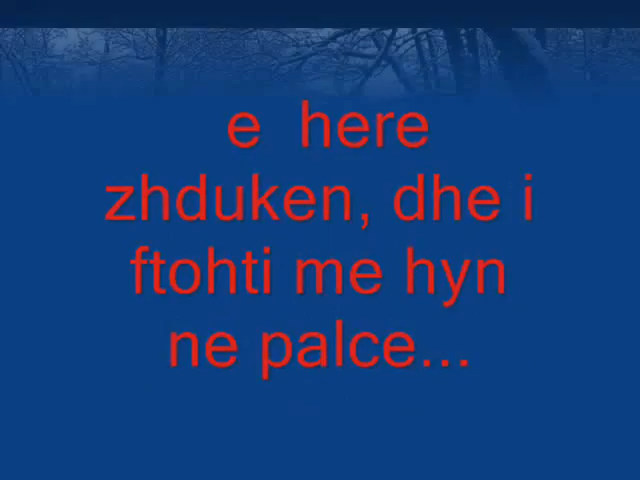 e here
zhduken, dhe i
ftohti me hyn
ne palce...